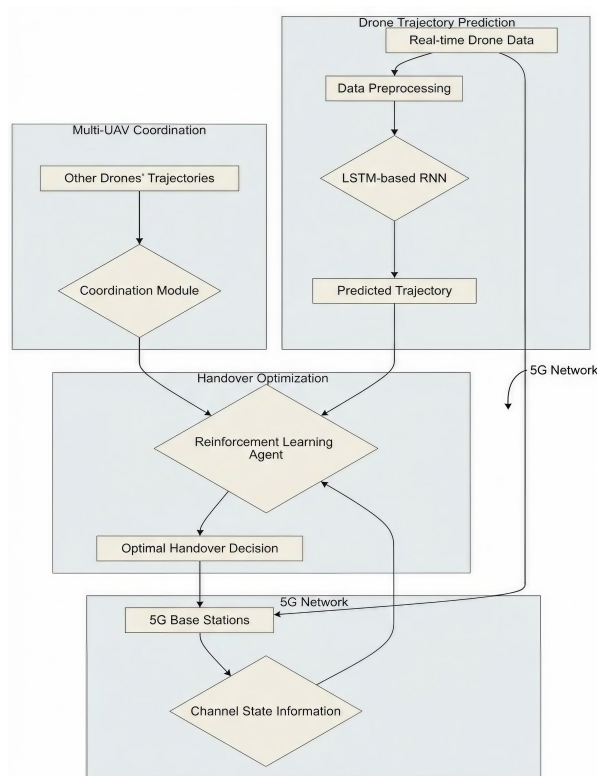 Drone Trajectory Prediction
Real-time Drone Data
Data Preprocessing
LSTM-based RNN
Predicted Trajectory
Multi-UAV Coordination
Other Drones' Trajectories
Coordination Module
5G Network
Handover Optimization
Reinforcement Learning
Agent
Optimal Handover Decision
5G Network
5G Base Stations
Channel State Information